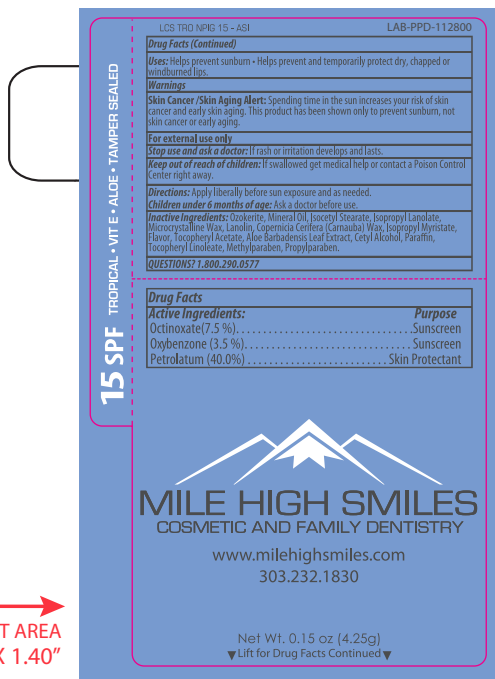 LCS TRO NPIG 15 - ASI
LAB-PPD-112800
Drug Facts (Continued)
Uses: Helps prevent sunburn • Helps prevent and temporarily protect dry, chapped or
windburned lips.
Warnings
Skin Cancer /Skin Aging Alert: Spending time in the sun increases your risk of skin
cancer and early skin aging. This product has been shown only to prevent sunburn, not
skin cancer or early aging.
For external use only
Stop use and ask a doctor: If rash or irritation develops and lasts.
Keep out of reach of children: If swallowed get medical help or contact a Poison Control
Center right away.
Directions: Apply liberally before sun exposure and as needed.
Children under 6 months of age: Ask a doctor before use.
Inactive Ingredients: Ozokerite, Mineral Oil, Isocetyl Stearate, Isopropyl Lanolate,
Microcrystalline Wax, Lanolin, Copernicia Cerifera (Carnauba) Wax, Isopropyl Myristate,
Flavor, Tocopheryl Acetate, Aloe Barbadensis Leaf Extract, Cetyl Alcohol, Paraffin,
Tocopheryl Linoleate, Methylparaben, Propylparaben.
QUESTIONS? 1.800.290.0577
15 SPF TROPICAL • VIT E • ALOE • TAMPER SEALED
Drug Facts
Active Ingredients: Purpose
Octinoxate(7.5 %). . . . . . . . . . . . . . . . . . . . . . . . . . . . . . . .Sunscreen
Oxybenzone (3.5 %). . . . . . . . . . . . . . . . . . . . . . . . . . . . . . .Sunscreen
Petrolatum (40.0%) . . . . . . . . . . . . . . . . . . . . . . . . Skin Protectant
MILE HIGH SMILES
COSMETIC AND FAMILY DENTISTRY
www.milehighsmiles.com
303.232.1830
T AREA
X 1.40"
Net Wt. 0.15 oz (4.25g)
▼Lift for Drug Facts Continued▼